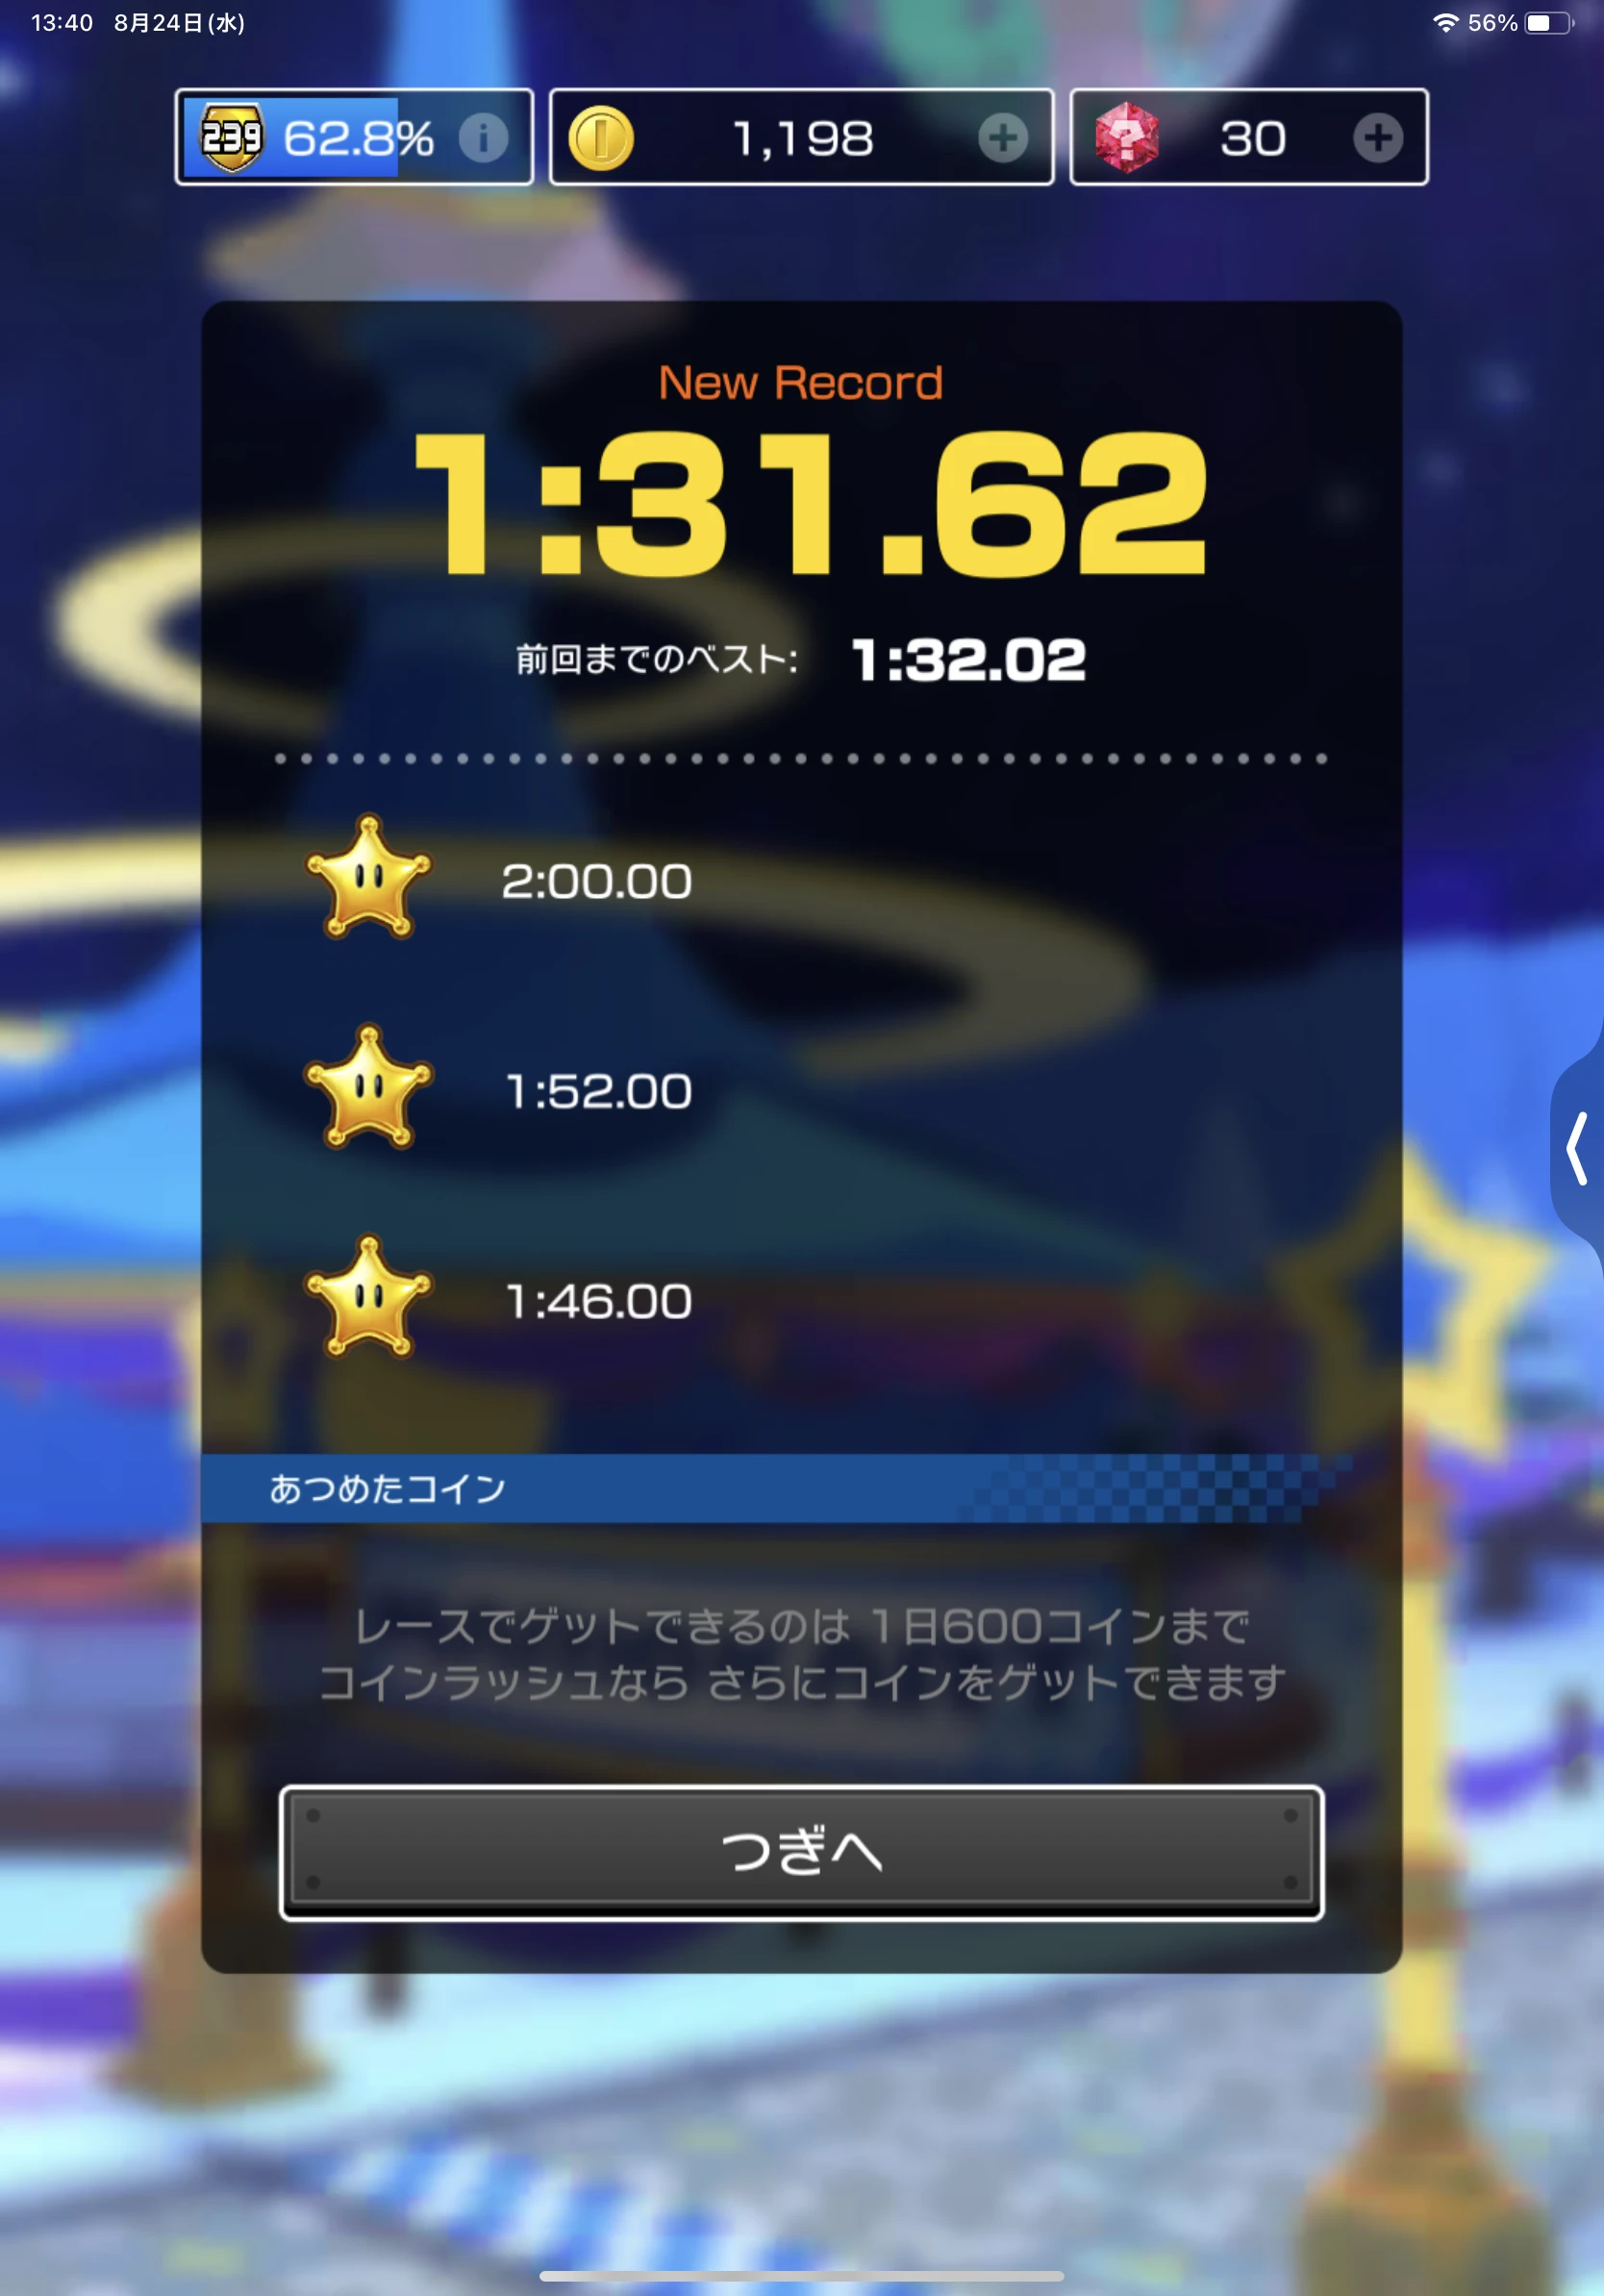 13:40 8月24日(水) 56%
239 62.8% 1,198 30
New Record
1:31.62
前回までのベスト: 1:32.02
2:00.00
1:52.00
1:46.00
あつめたコイン
レースでゲットできるのは 1日600コインまで
コインラッシュなら さらにコインをゲットできます
つぎへ